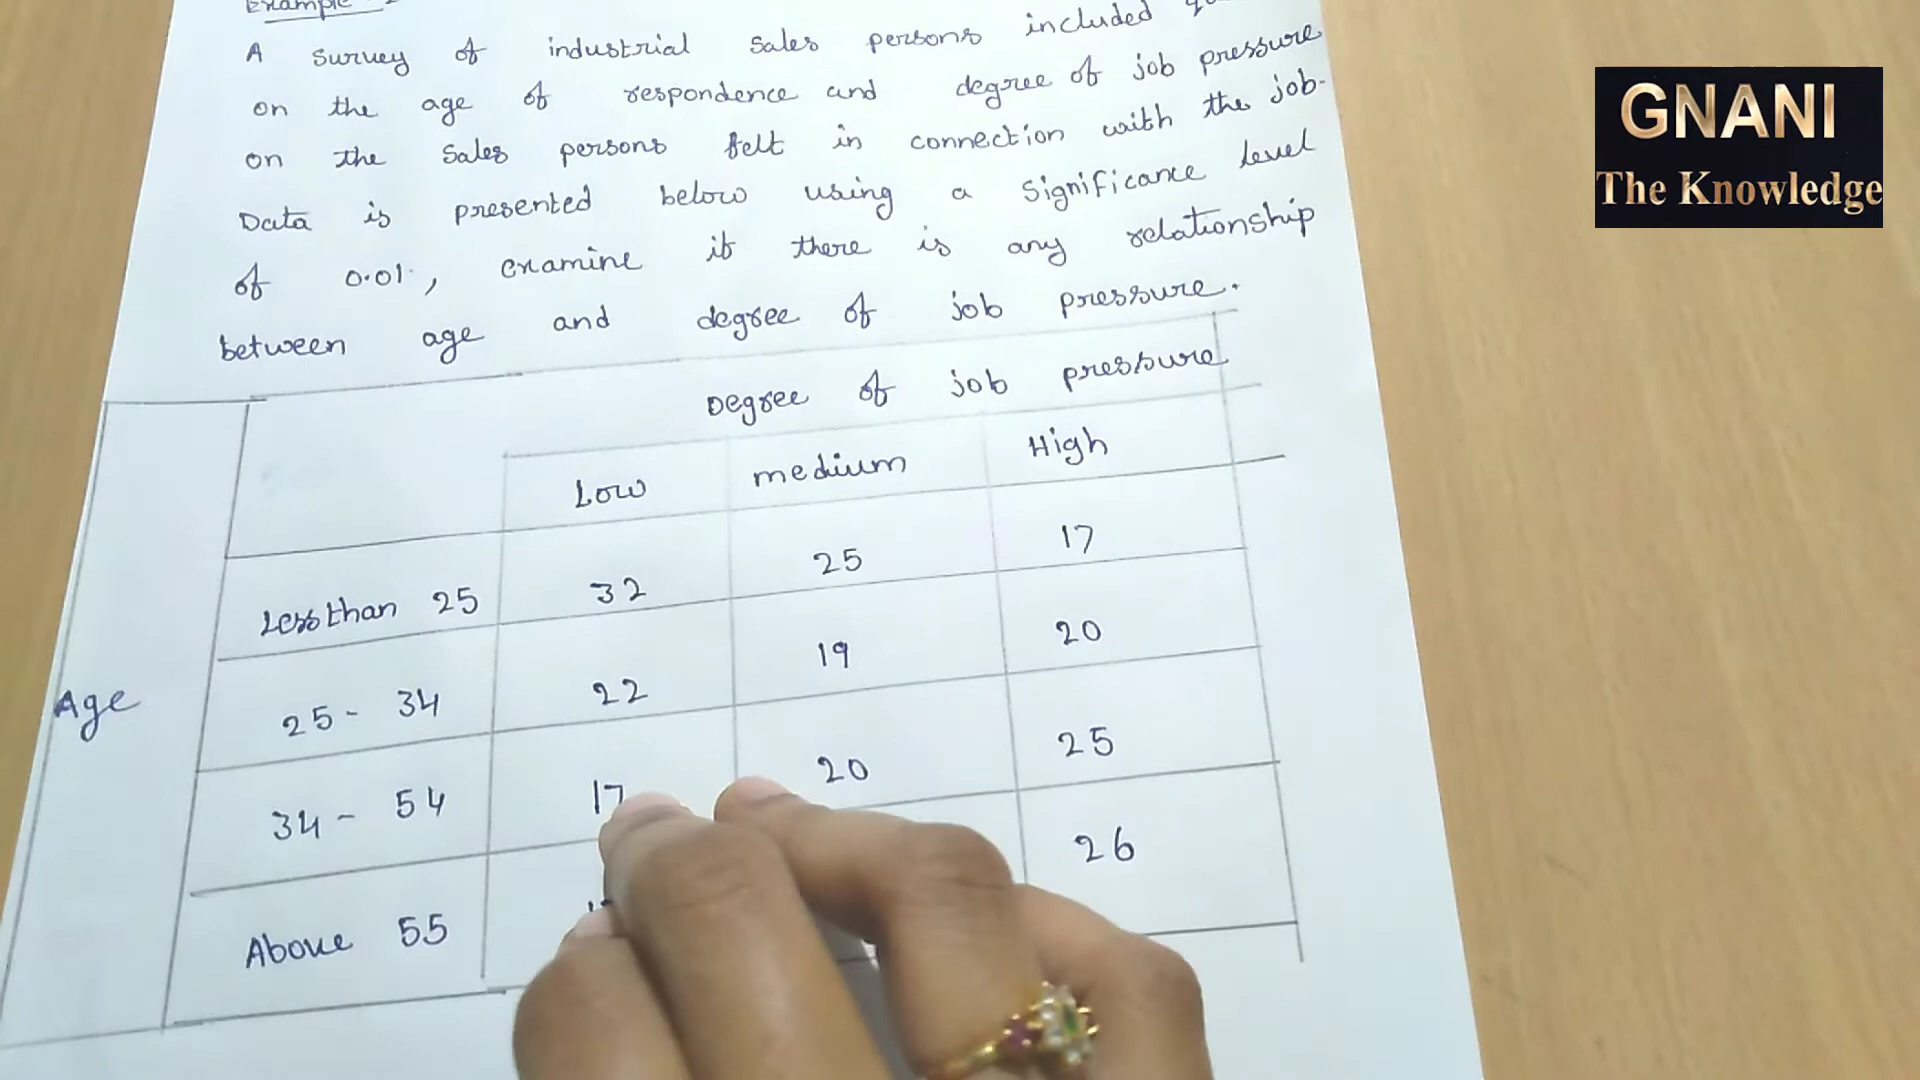 Example
A survey of industrial sales persons included
on the age of respondence and degree of job pressure
on the sales persons felt in connection with the job.
Data is presented below using a significance level
of 0.01, examine if there is any relationship
between age and degree of job pressure.
Degree of job pressure
Low medium High
Less than 25 32 25 17
25 - 34 22 19 20
Age
34 - 54 17 20 25
Above 55 26
GNANI
The Knowledge